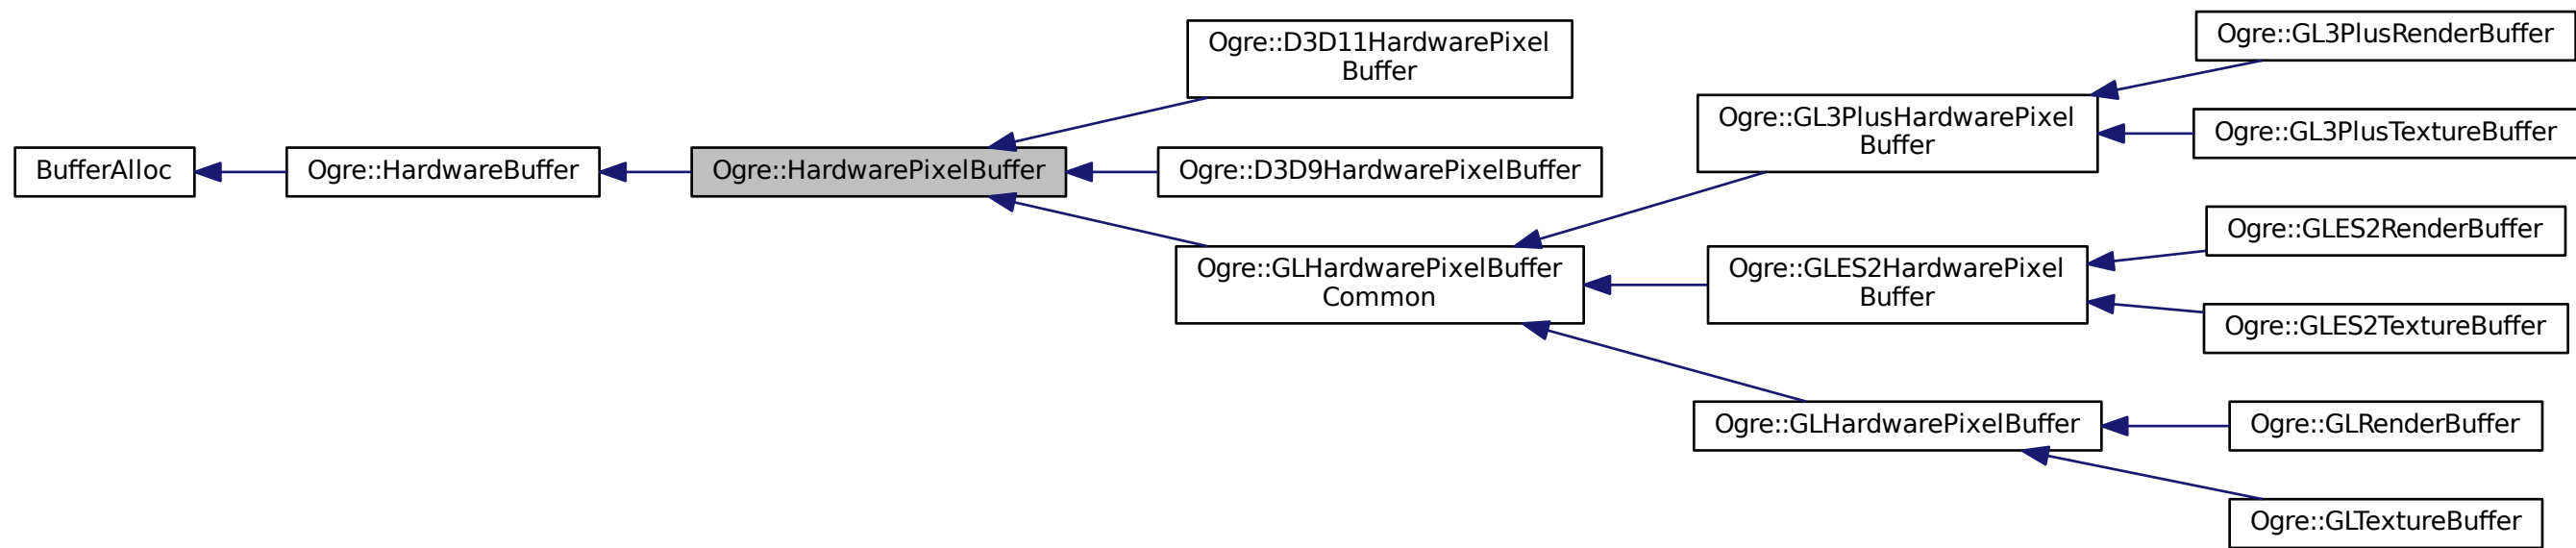 BufferAlloc
Ogre::HardwareBuffer
Ogre::HardwarePixelBuffer
Ogre::D3D11HardwarePixel
Buffer
Ogre::D3D9HardwarePixelBuffer
Ogre::GLHardwarePixelBuffer
Common
Ogre::GL3PlusHardwarePixel
Buffer
Ogre::GLES2HardwarePixel
Buffer
Ogre::GLHardwarePixelBuffer
Ogre::GL3PlusRenderBuffer
Ogre::GL3PlusTextureBuffer
Ogre::GLES2RenderBuffer
Ogre::GLES2TextureBuffer
Ogre::GLRenderBuffer
Ogre::GLTextureBuffer